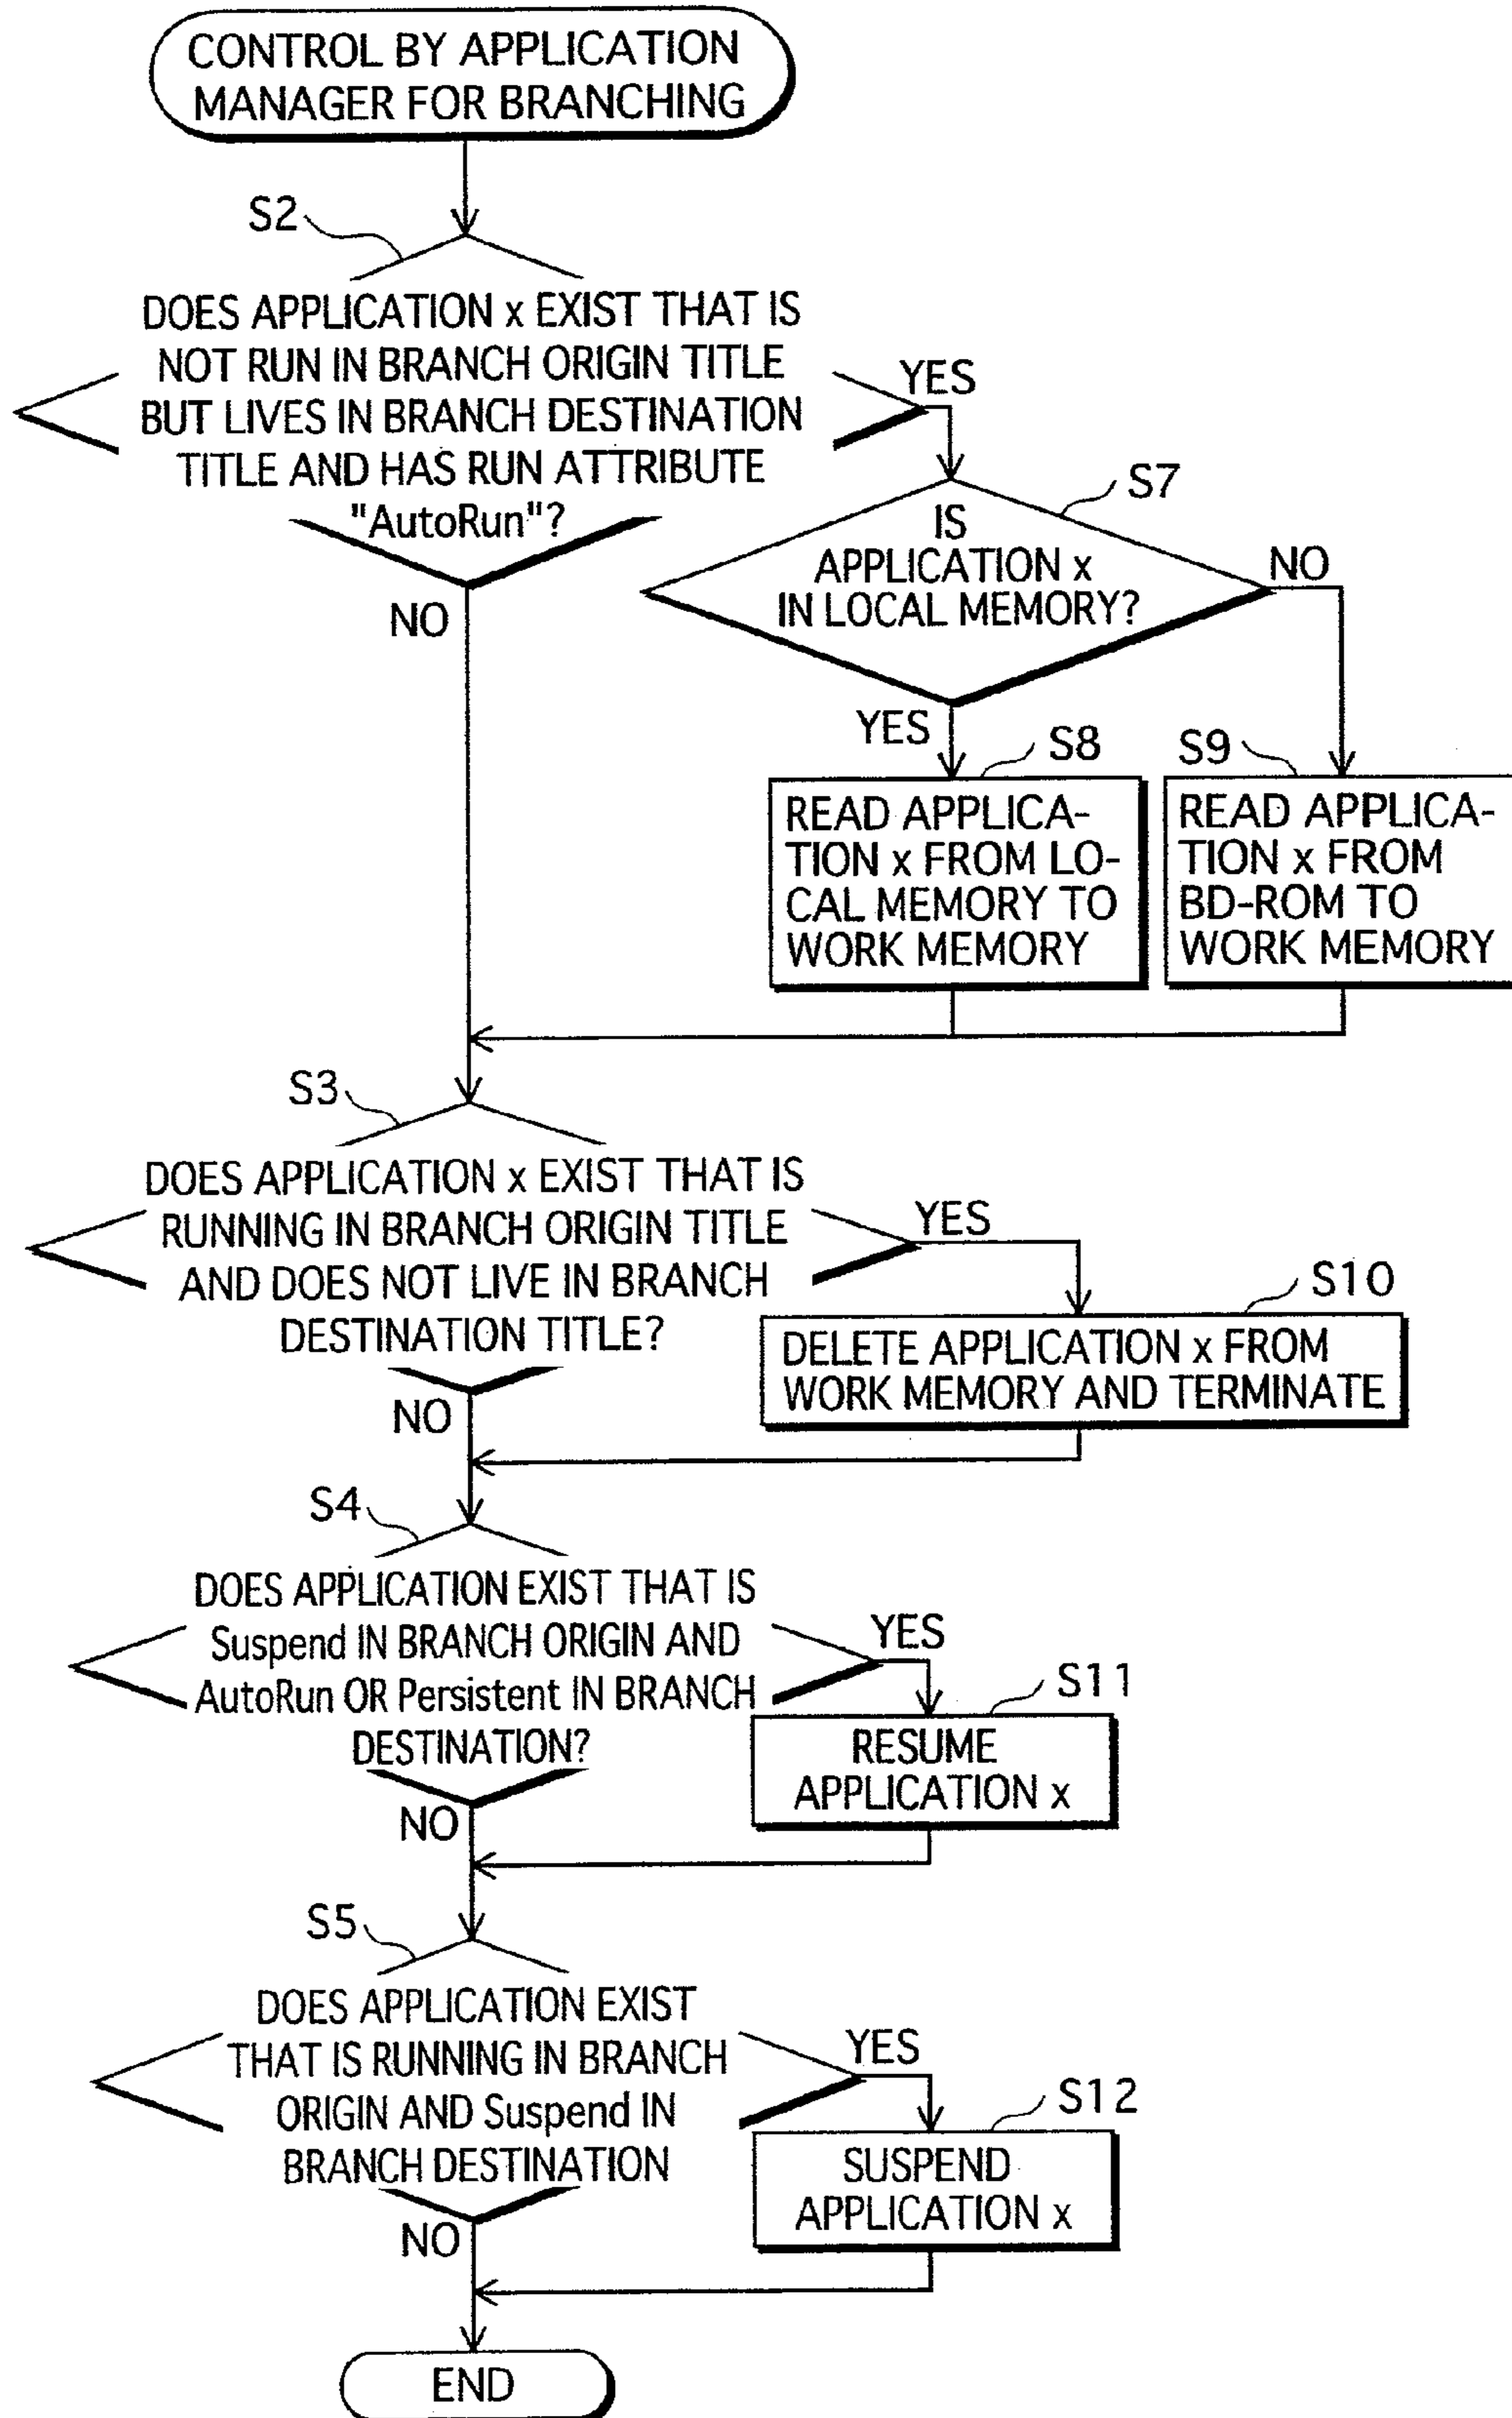 CONTROL BY APPLICATION
MANAGER FOR BRANCHING
S2
DOES APPLICATION x EXIST THAT IS
NOT RUN IN BRANCH ORIGIN TITLE
BUT LIVES IN BRANCH DESTINATION
TITLE AND HAS RUN ATTRIBUTE
"AutoRun"?
YES
NO
S7
IS
APPLICATION x
IN LOCAL MEMORY?
NO
YES
S8
READ APPLICA-
TION x FROM LO-
CAL MEMORY TO
WORK MEMORY
S9
READ APPLICA-
TION x FROM
BD-ROM TO
WORK MEMORY
S3
DOES APPLICATION x EXIST THAT IS
RUNNING IN BRANCH ORIGIN TITLE
AND DOES NOT LIVE IN BRANCH
DESTINATION TITLE?
YES
NO
S10
DELETE APPLICATION x FROM
WORK MEMORY AND TERMINATE
S4
DOES APPLICATION EXIST THAT IS
Suspend IN BRANCH ORIGIN AND
AutoRun OR Persistent IN BRANCH
DESTINATION?
YES
NO
S11
RESUME
APPLICATION x
S5
DOES APPLICATION EXIST
THAT IS RUNNING IN BRANCH
ORIGIN AND Suspend IN
BRANCH DESTINATION
YES
NO
S12
SUSPEND
APPLICATION x
END